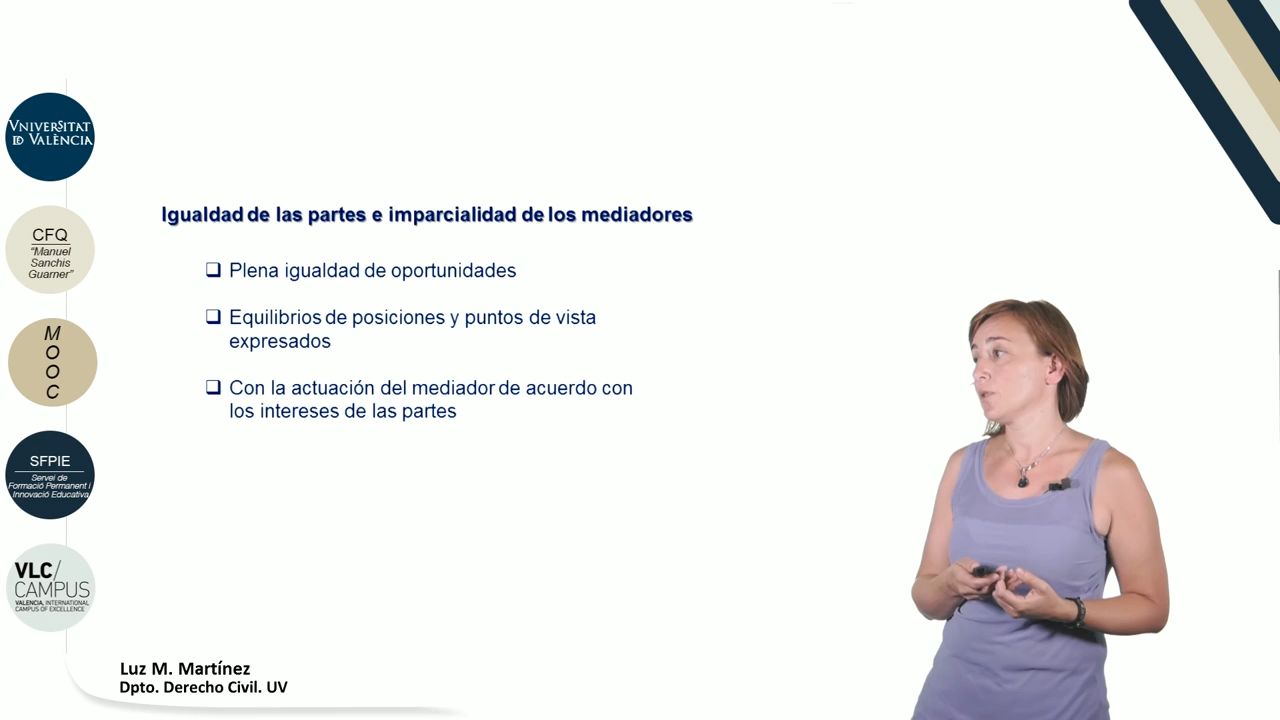 VNIVERSITAT
DE VALÈNCIA
CFQ
"Manuel
Sanchis
Guarner"
M
O
O
C
SFPIE
Servei de
Formació Permanent i
Innovació Educativa
VLC/
CAMPUS
VALENCIA, INTERNATIONAL
CAMPUS OF EXCELLENCE
Igualdad de las partes e imparcialidad de los mediadores
Plena igualdad de oportunidades
Equilibrios de posiciones y puntos de vista
expresados
Con la actuación del mediador de acuerdo con
los intereses de las partes
Luz M. Martínez
Dpto. Derecho Civil. UV